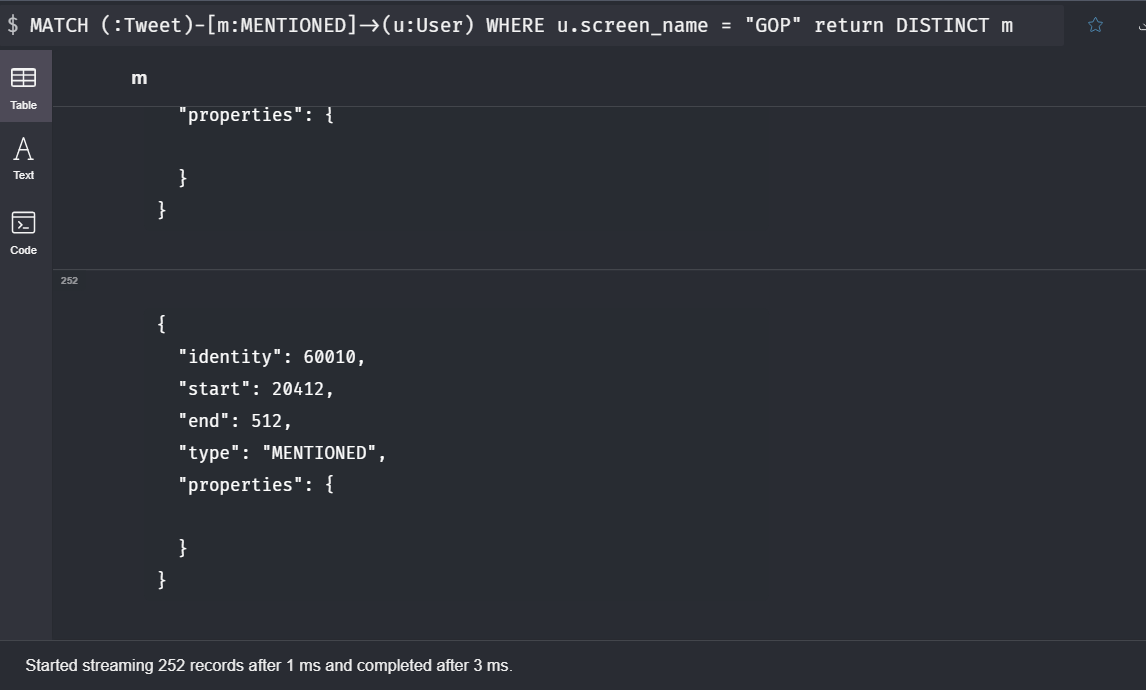 $ MATCH (:Tweet)-[m:MENTIONED]→(u:User) WHERE u.screen_name = "GOP" return DISTINCT m
Table
Text
Code
m
"properties": {
}
}
252
{
"identity": 60010,
"start": 20412,
"end": 512,
"type": "MENTIONED",
"properties": {
}
}
Started streaming 252 records after 1 ms and completed after 3 ms.